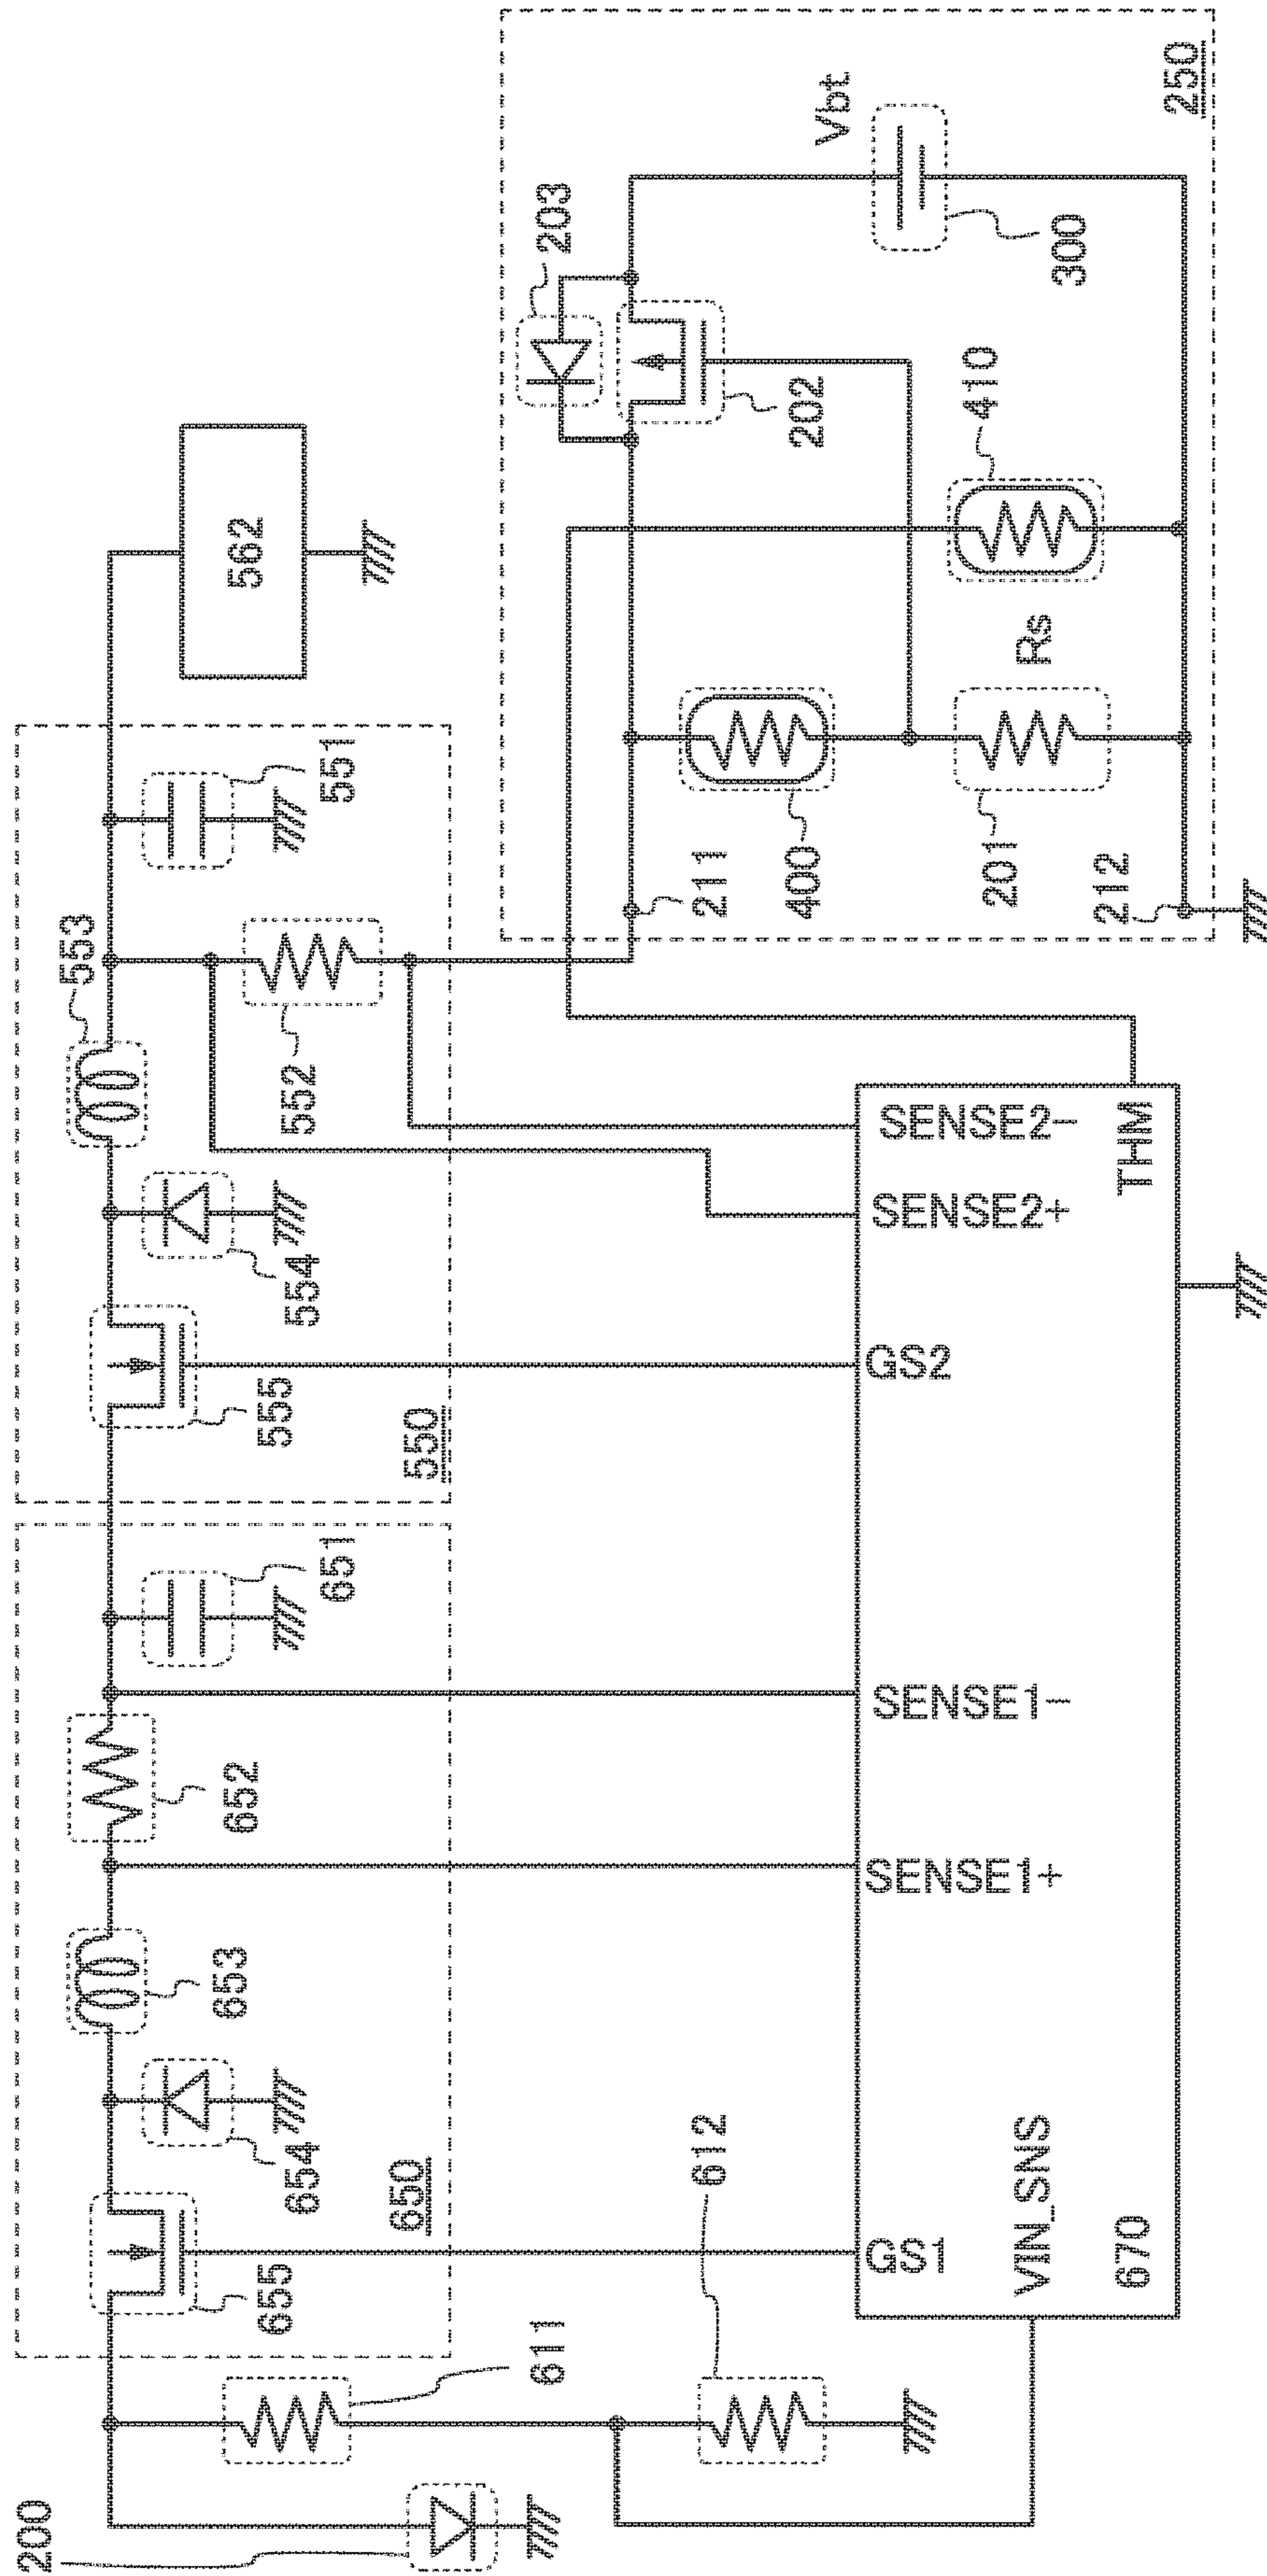 200
655
650
654
653
652
651
611
612
GS1
SENSE1+
SENSE1−
GS2
SENSE2+
SENSE2−
THM
VIN_SNS
670
555
550
554
553
552
551
562
211
400
201
212
Rs
410
202
203
Vbt
300
250